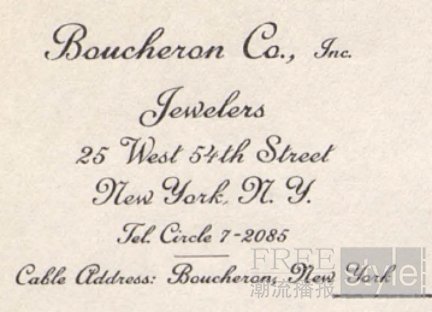 Boucheron Co., Inc.
Jewelers
25 West 54th Street
New York, N. Y.
Tel. Circle 7-2085
Cable Address: Boucheron, New York
FREE style
潮流播报